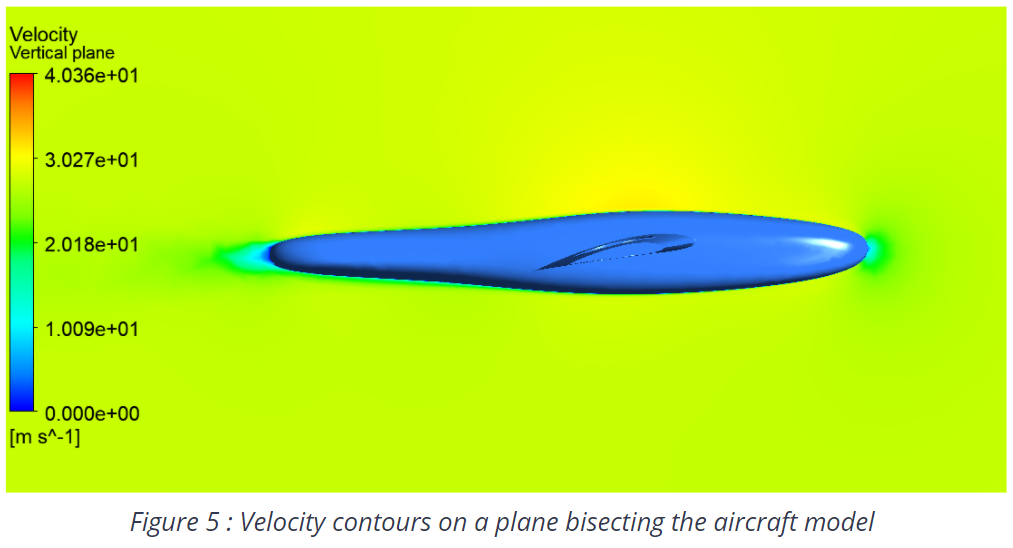 Velocity
Vertical plane
4.036e+01
3.027e+01
2.018e+01
1.009e+01
0.000e+00
[m s^-1]
Figure 5 : Velocity contours on a plane bisecting the aircraft model